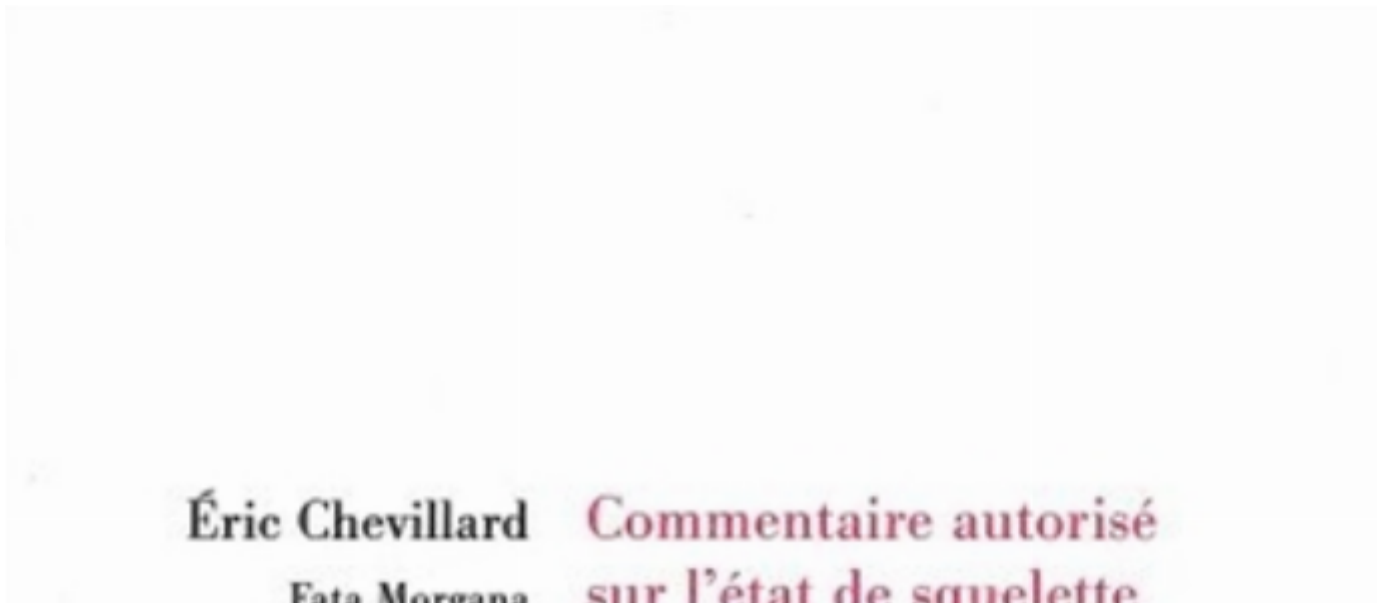 Éric Chevillard
Commentaire autorisé
Fata Morgana
sur l'état de squelette